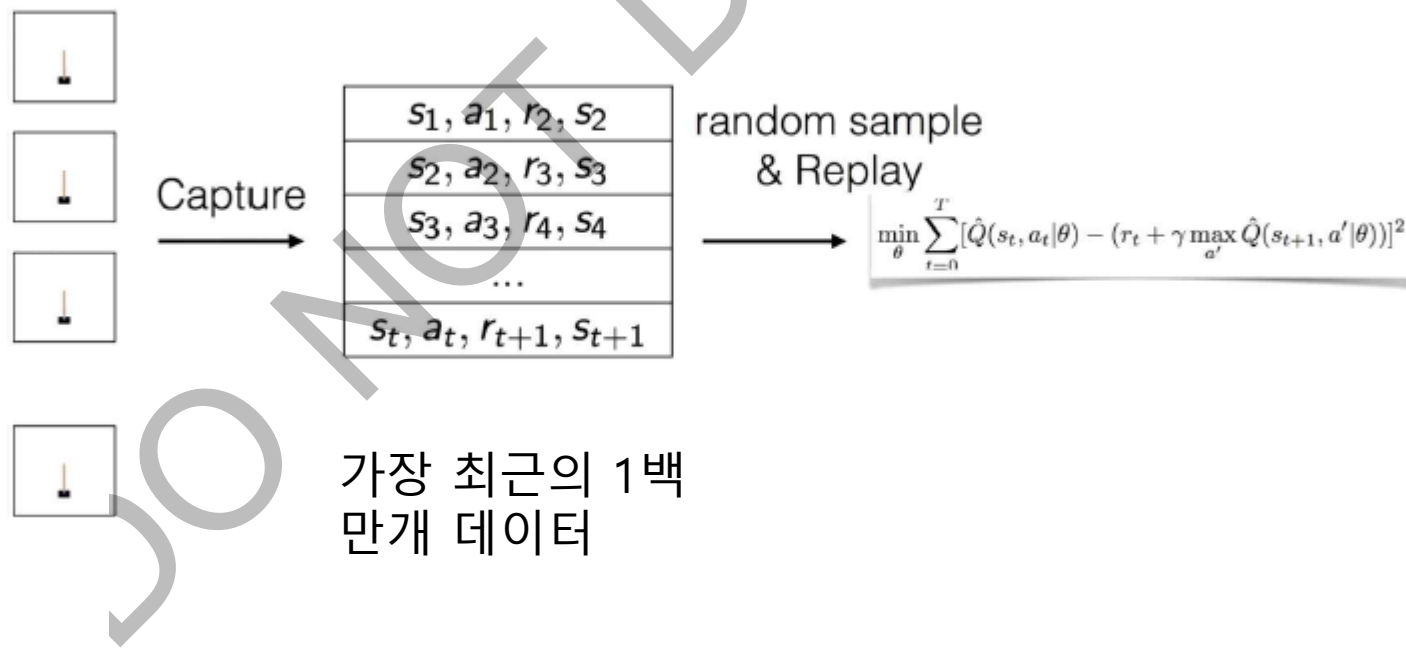 Capture
s₁, a₁, r₂, s₂
s₂, a₂, r₃, s₃
s₃, a₃, r₄, s₄
...
sₜ, aₜ, rₜ₊₁, sₜ₊₁
random sample
& Replay
min_θ ∑_{t=0}^{T} [Q̂(sₜ, aₜ|θ) − (rₜ + γ max_{a′} Q̂(sₜ₊₁, a′|θ))]²
가장 최근의 1백
만개 데이터
DO NOT